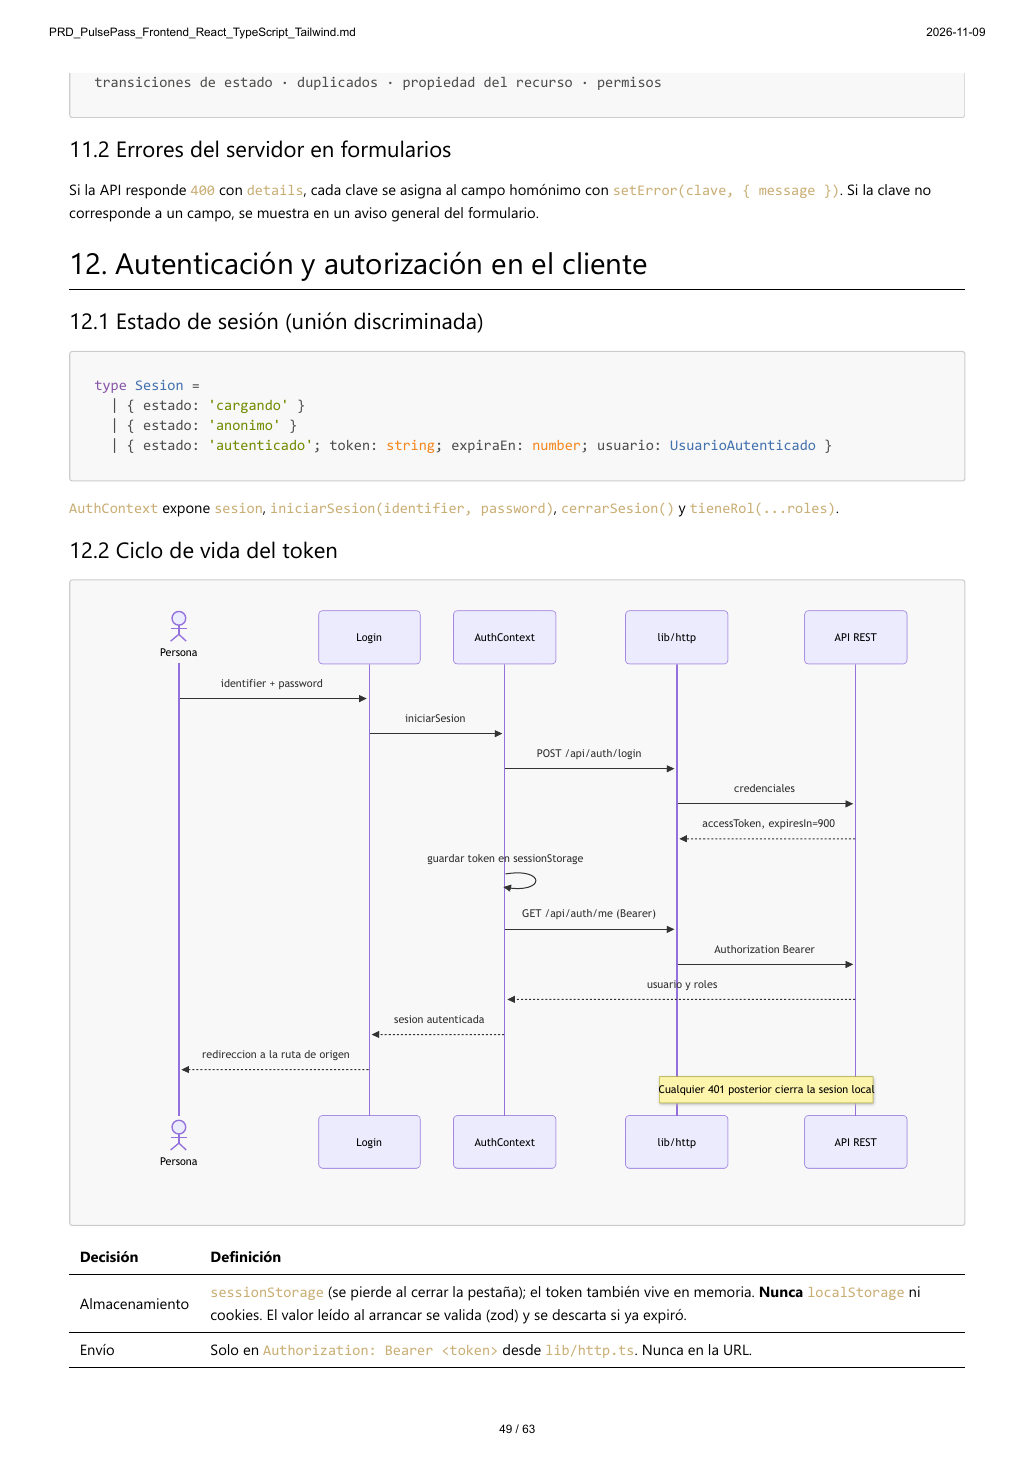 PRD_PulsePass_Frontend_React_TypeScript_Tailwind.md
2026-11-09
transiciones de estado · duplicados · propiedad del recurso · permisos
11.2 Errores del servidor en formularios
Si la API responde 400 con details, cada clave se asigna al campo homónimo con setError(clave, { message }). Si la clave no
corresponde a un campo, se muestra en un aviso general del formulario.
12. Autenticación y autorización en el cliente
12.1 Estado de sesión (unión discriminada)
type Sesion =
| { estado: 'cargando' }
| { estado: 'anonimo' }
| { estado: 'autenticado'; token: string; expiraEn: number; usuario: UsuarioAutenticado }
AuthContext expone sesion, iniciarSesion(identifier, password), cerrarSesion() y tieneRol(...roles).
12.2 Ciclo de vida del token
Persona
Login
AuthContext
lib/http
API REST
identifier + password
iniciarSesion
POST /api/auth/login
credenciales
accessToken, expiresIn=900
guardar token en sessionStorage
GET /api/auth/me (Bearer)
Authorization Bearer
usuario y roles
sesion autenticada
redireccion a la ruta de origen
Cualquier 401 posterior cierra la sesion local
Persona
Login
AuthContext
lib/http
API REST
Decisión
Definición
Almacenamiento
sessionStorage (se pierde al cerrar la pestaña); el token también vive en memoria. Nunca localStorage ni
cookies. El valor leído al arrancar se valida (zod) y se descarta si ya expiró.
Envío
Solo en Authorization: Bearer <token> desde lib/http.ts. Nunca en la URL.
49 / 63